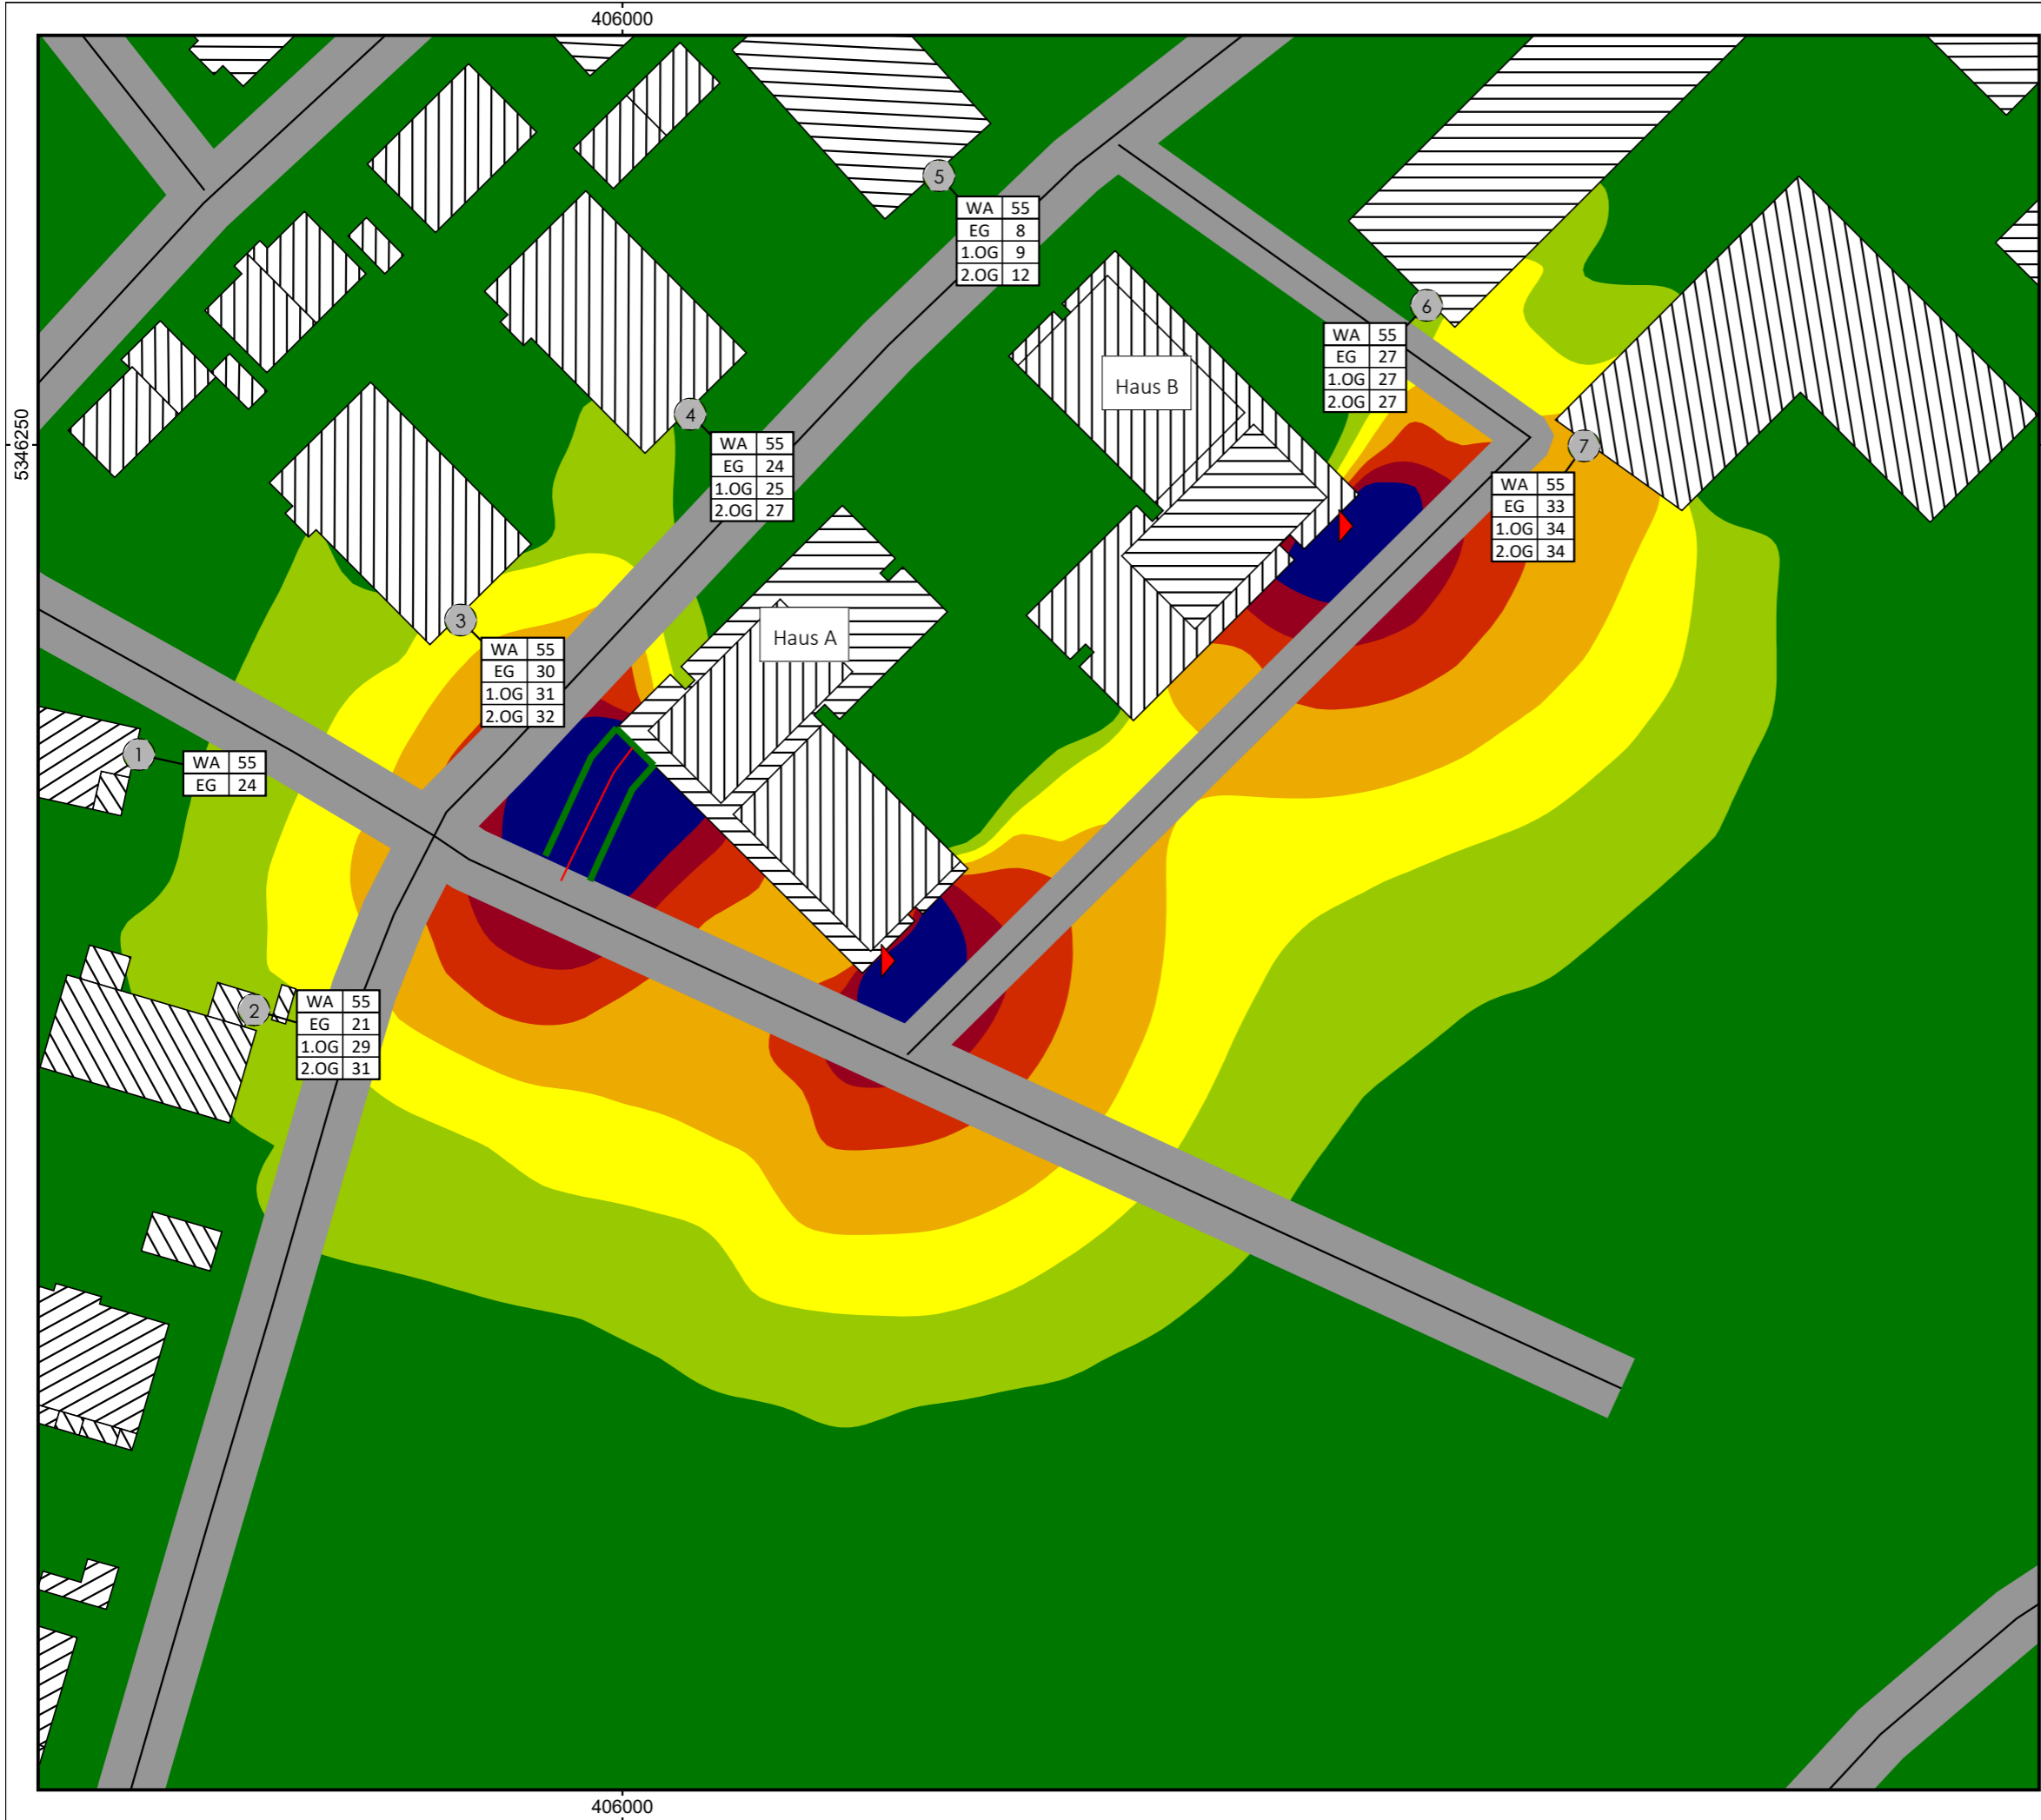 406000
5
WA 55
EG 8
1.OG 9
2.OG 12
6
WA 55
EG 27
1.OG 27
2.OG 27
Haus B
4
WA 55
EG 24
1.OG 25
2.OG 27
5346250
7
WA 55
EG 33
1.OG 34
2.OG 34
3
WA 55
EG 30
1.OG 31
2.OG 32
Haus A
1
WA 55
EG 24
2
WA 55
EG 21
1.OG 29
2.OG 31
406000